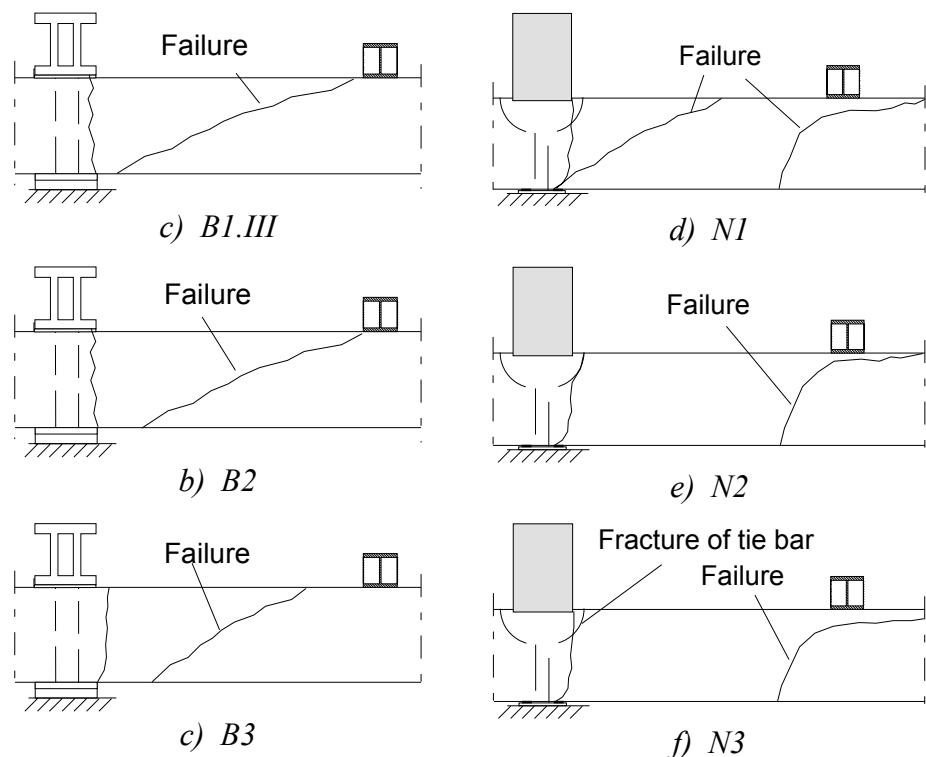 Failure
c) B1.III
Failure
b) B2
Failure
c) B3
Failure
d) N1
Failure
e) N2
Fracture of tie bar
Failure
f) N3